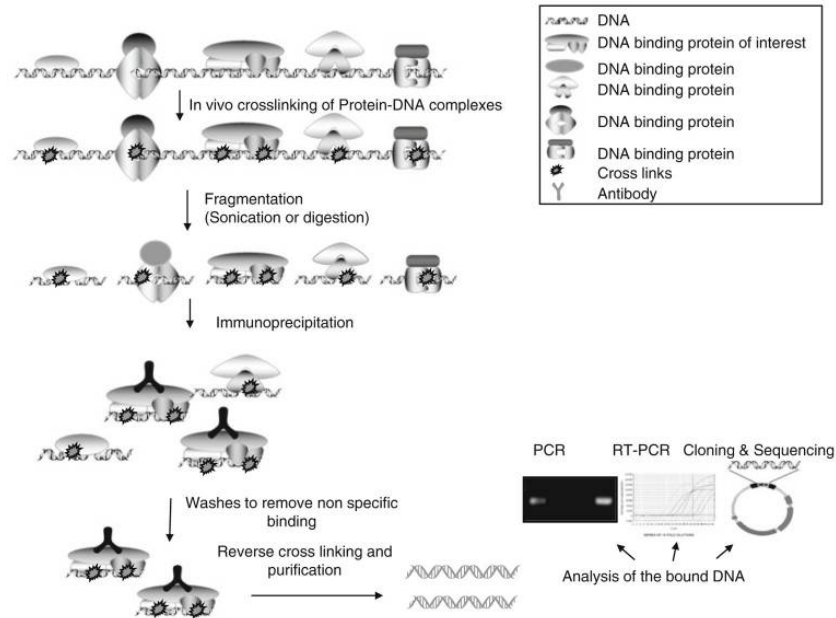 DNA
DNA binding protein of interest
DNA binding protein
DNA binding protein
DNA binding protein
DNA binding protein
Cross links
Antibody
In vivo crosslinking of Protein-DNA complexes
Fragmentation
(Sonication or digestion)
Immunoprecipitation
Washes to remove non specific
binding
Reverse cross linking and
purification
PCR
RT-PCR
Cloning & Sequencing
Analysis of the bound DNA